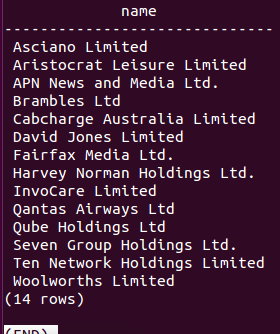 name
------------------------------
Asciano Limited
Aristocrat Leisure Limited
APN News and Media Ltd.
Brambles Ltd
Cabcharge Australia Limited
David Jones Limited
Fairfax Media Ltd.
Harvey Norman Holdings Ltd.
InvoCare Limited
Qantas Airways Ltd
Qube Holdings Ltd
Seven Group Holdings Ltd.
Ten Network Holdings Limited
Woolworths Limited
(14 rows)
(END)